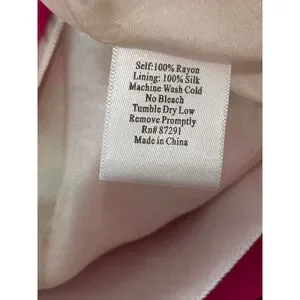 Self:100% Rayon
Lining: 100% Silk
Machine Wash Cold
No Bleach
Tumble Dry Low
Remove Promptly
Rn# 87291
Made in China